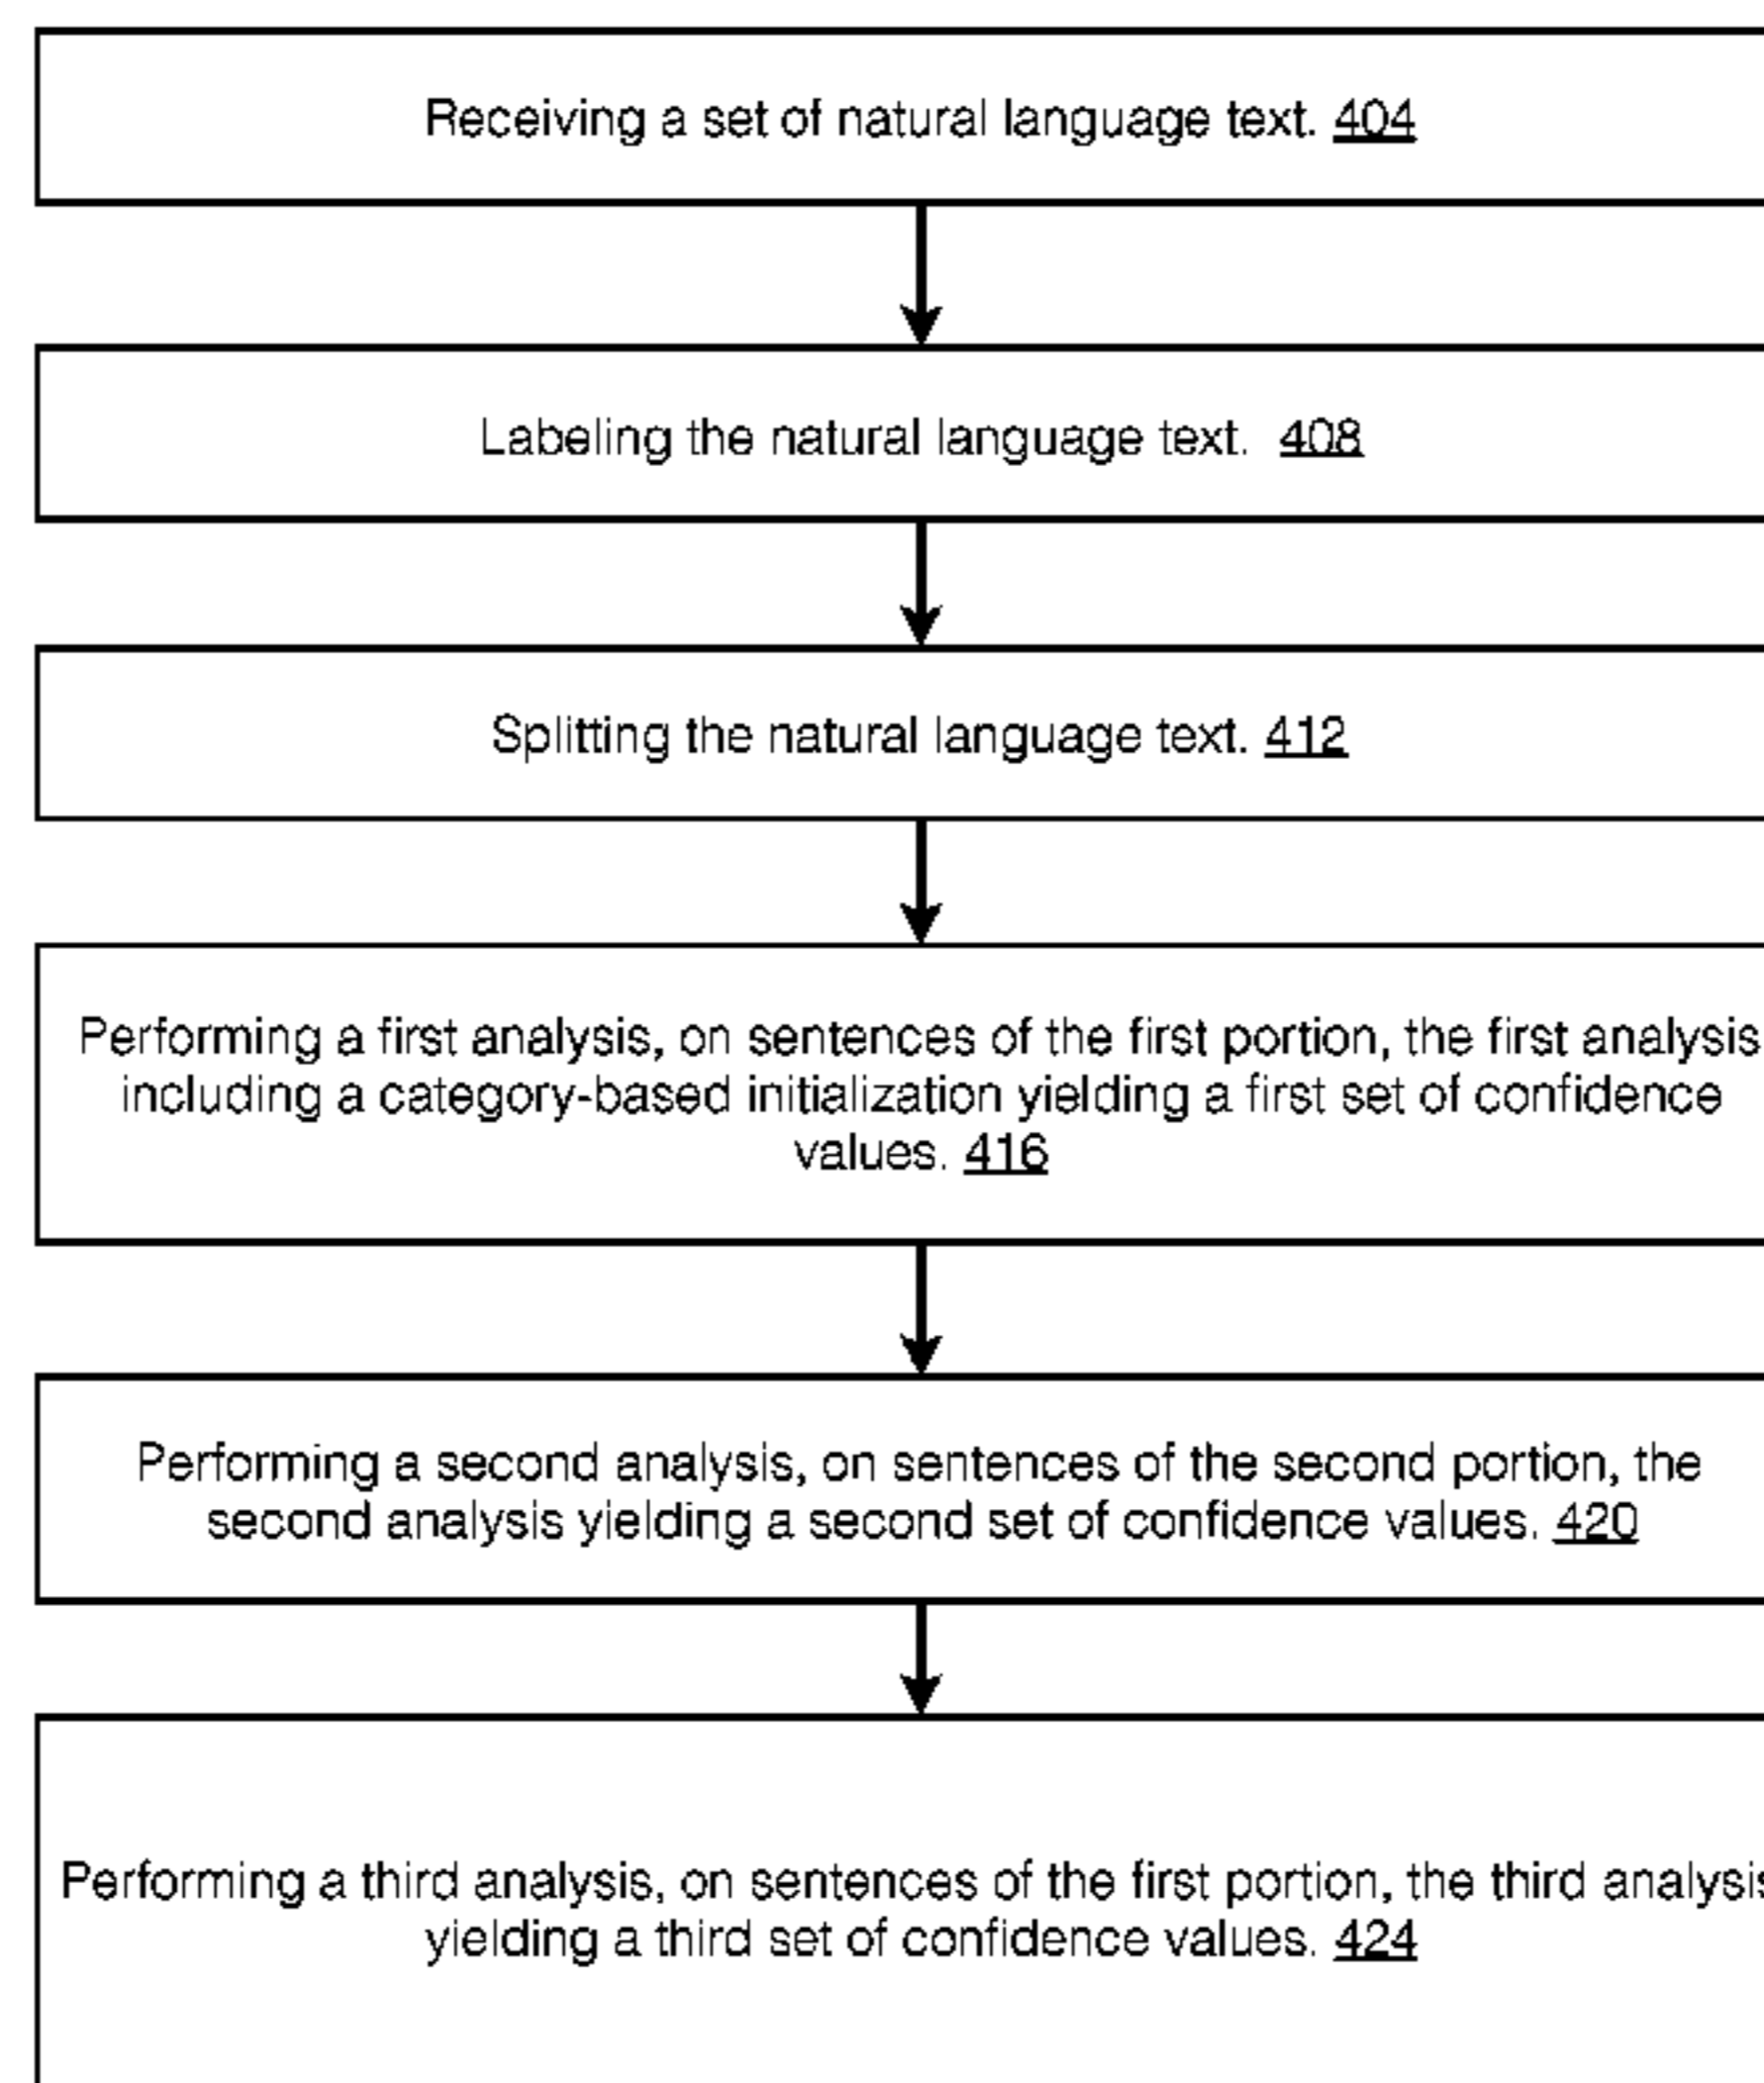 Receiving a set of natural language text. 404
Labeling the natural language text. 408
Splitting the natural language text. 412
Performing a first analysis, on sentences of the first portion, the first analysis
including a category-based initialization yielding a first set of confidence
values. 416
Performing a second analysis, on sentences of the second portion, the
second analysis yielding a second set of confidence values. 420
Performing a third analysis, on sentences of the first portion, the third analysis
yielding a third set of confidence values. 424